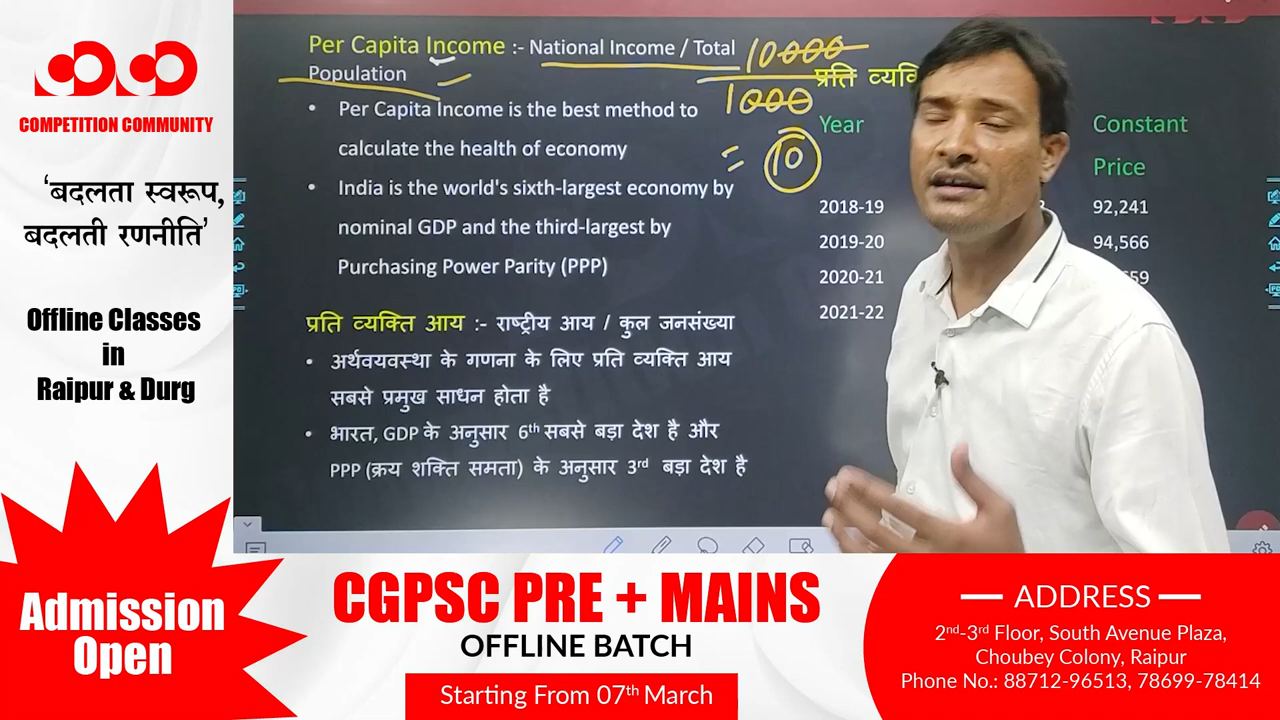 COMPETITION COMMUNITY
'बदलता स्वरूप,
बदलती रणनीति'
Offline Classes
in
Raipur & Durg
Per Capita Income :- National Income / Total
Population
10000
1000
= 10
• Per Capita Income is the best method to
calculate the health of economy
• India is the world's sixth-largest economy by
nominal GDP and the third-largest by
Purchasing Power Parity (PPP)
प्रति व्यक्ति आय :- राष्ट्रीय आय / कुल जनसंख्या
• अर्थवयवस्था के गणना के लिए प्रति व्यक्ति आय
सबसे प्रमुख साधन होता है
• भारत, GDP के अनुसार 6th सबसे बड़ा देश है और
PPP (क्रय शक्ति समता) के अनुसार 3rd बड़ा देश है
प्रति
Year
Constant
Price
2018-19 92,241
2019-20 94,566
2020-21
2021-22
Admission
Open
CGPSC PRE + MAINS
OFFLINE BATCH
Starting From 07th March
ADDRESS
2nd-3rd Floor, South Avenue Plaza,
Choubey Colony, Raipur
Phone No.: 88712-96513, 78699-78414